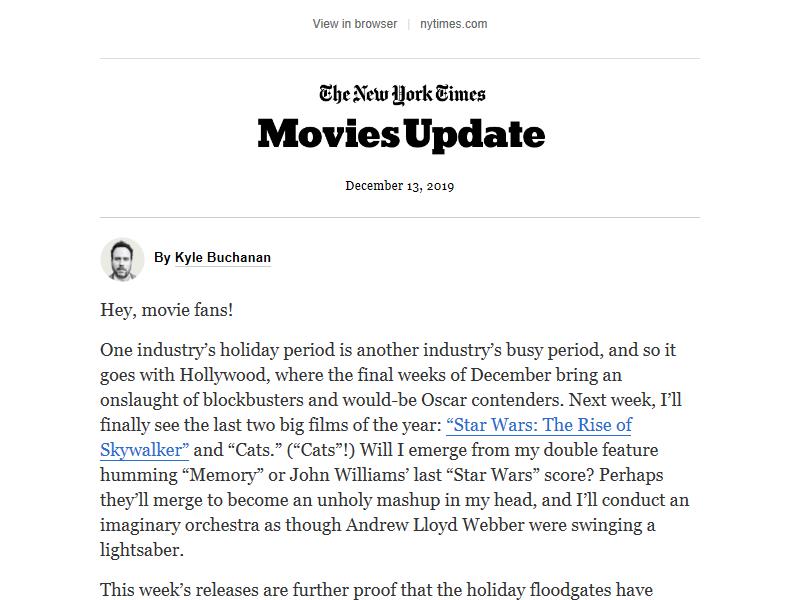 View in browser | nytimes.com
The New York Times
Movies Update
December 13, 2019
By Kyle Buchanan
Hey, movie fans!
One industry’s holiday period is another industry’s busy period, and so it
goes with Hollywood, where the final weeks of December bring an
onslaught of blockbusters and would-be Oscar contenders. Next week, I’ll
finally see the last two big films of the year: “Star Wars: The Rise of
Skywalker” and “Cats.” (“Cats”!) Will I emerge from my double feature
humming “Memory” or John Williams’ last “Star Wars” score? Perhaps
they’ll merge to become an unholy mashup in my head, and I’ll conduct an
imaginary orchestra as though Andrew Lloyd Webber were swinging a
lightsaber.
This week’s releases are further proof that the holiday floodgates have